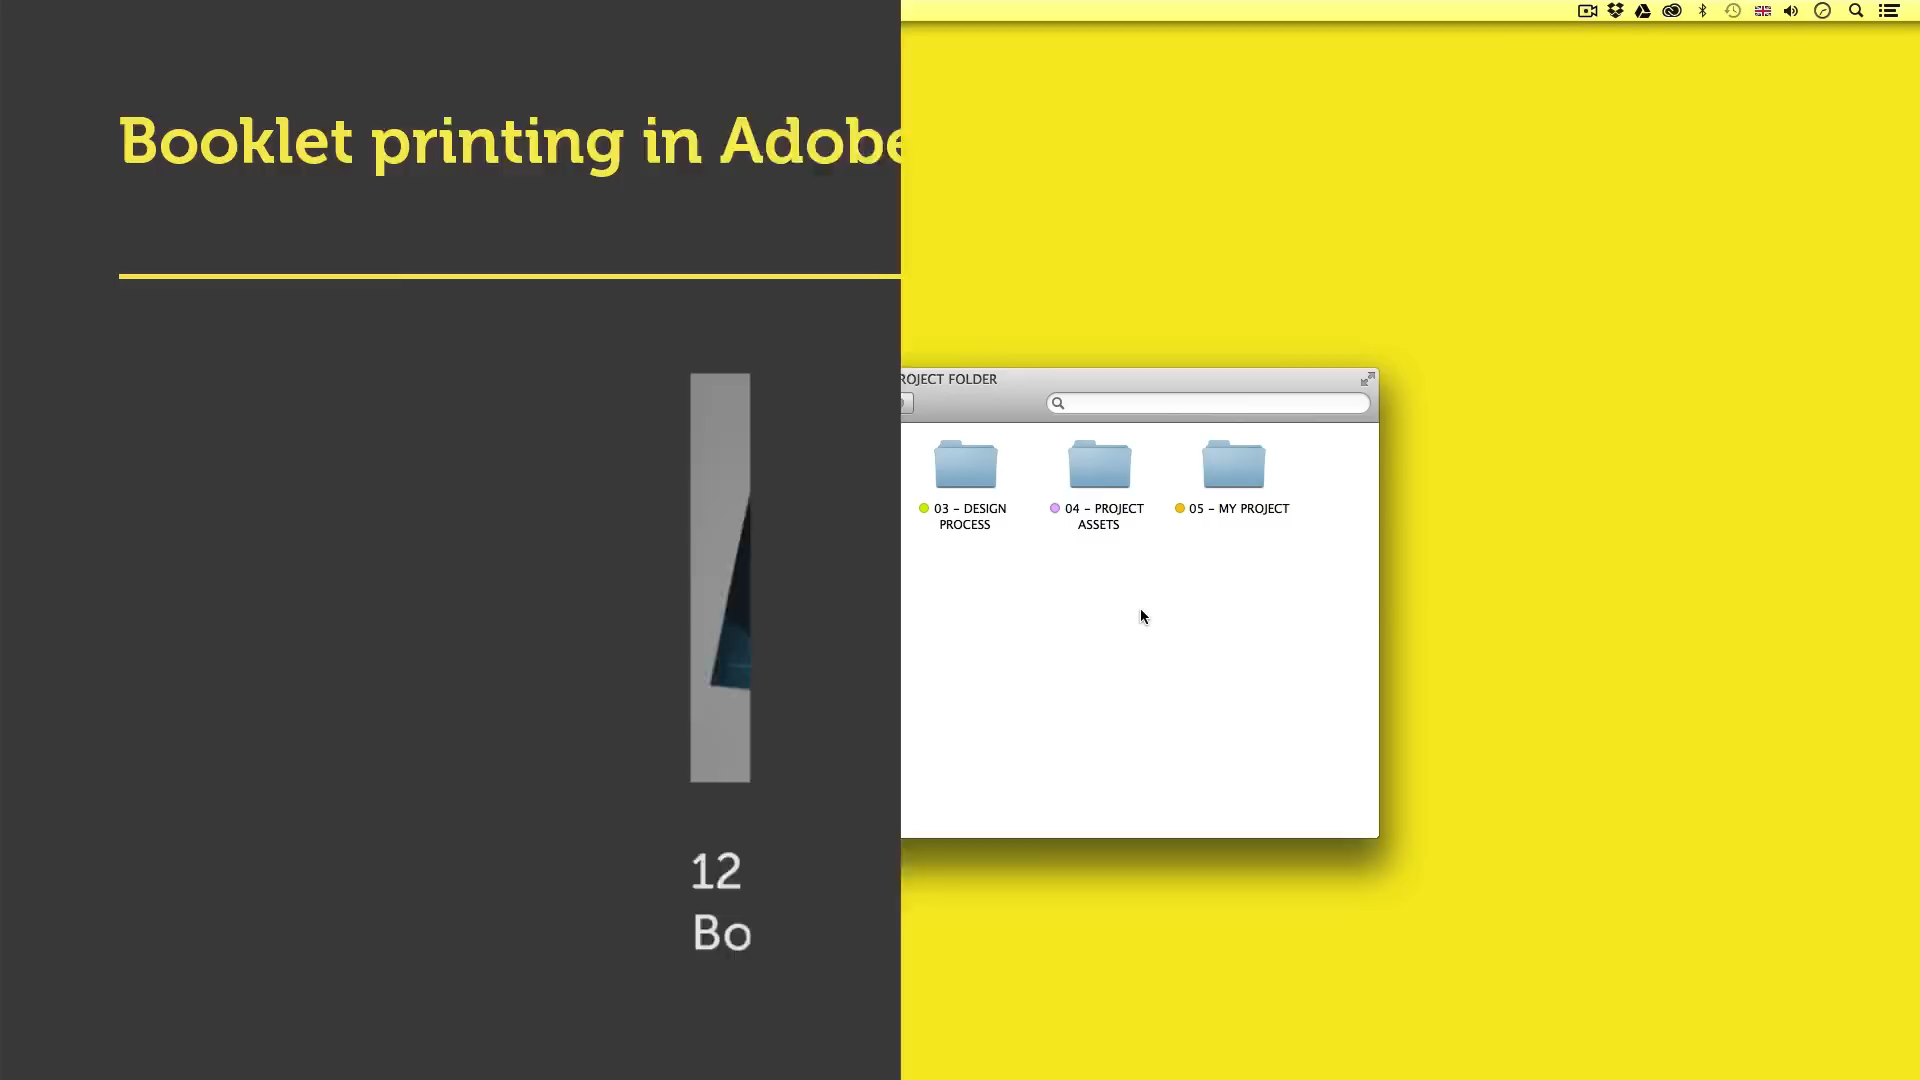 Booklet printing in Adobe
12
Bo
ROJECT FOLDER
03 – DESIGN
PROCESS
04 – PROJECT
ASSETS
05 – MY PROJECT